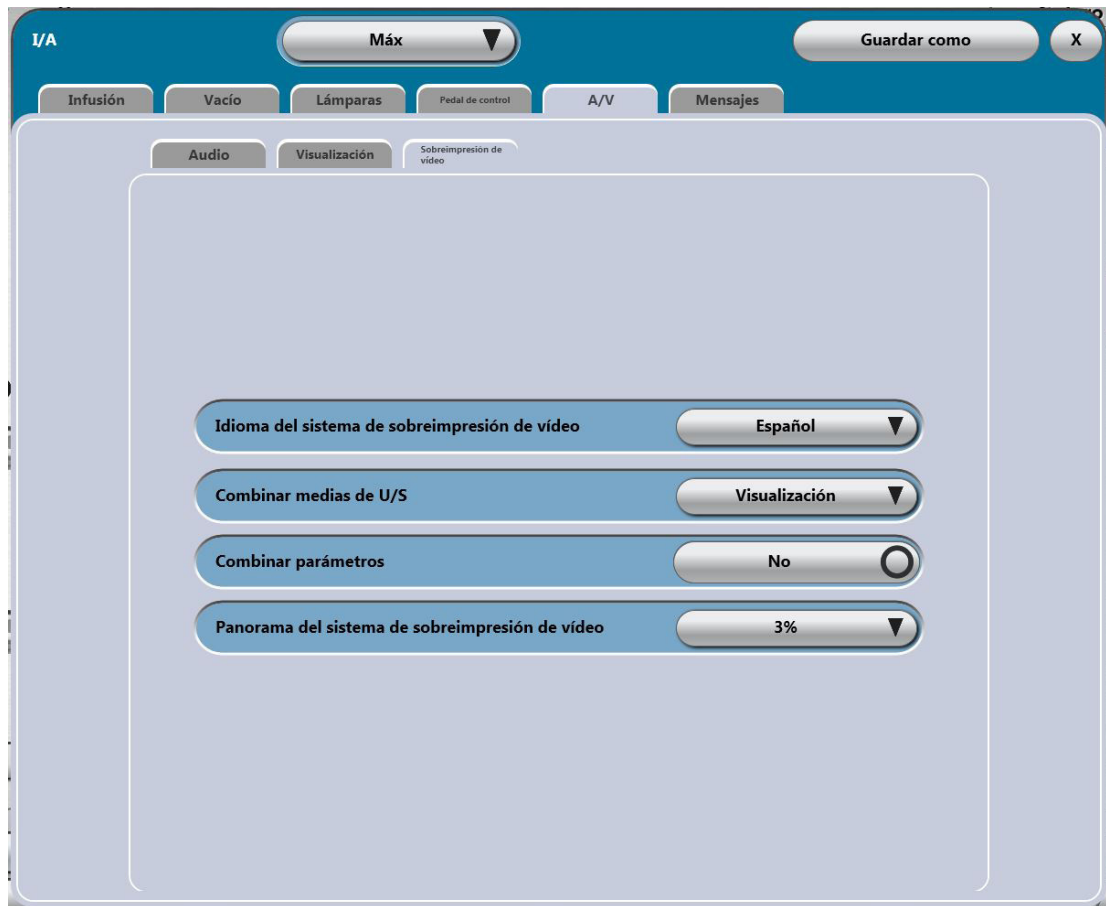 I/A
Máx
Guardar como
X
Infusión
Vacío
Lámparas
Pedal de control
A/V
Mensajes
Audio
Visualización
Sobreimpresión de
vídeo
Idioma del sistema de sobreimpresión de vídeo
Español
Combinar medias de U/S
Visualización
Combinar parámetros
No
Panorama del sistema de sobreimpresión de vídeo
3%